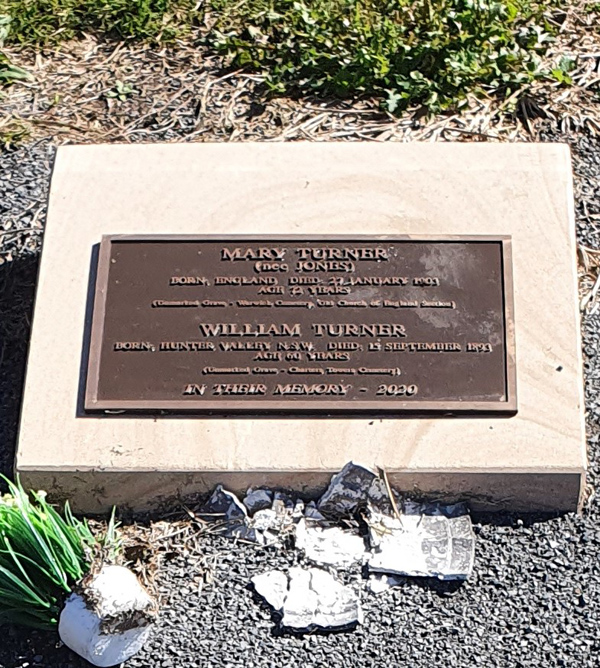 MARY TURNER
(nee JONES)
BORN; ENGLAND DIED; 27 JANUARY 1903
AGE 72 YEARS
(Unmarked Grave - Warwick Cemetery, Old Church of England Section)
WILLIAM TURNER
BORN; HUNTER VALLEY N.S.W. DIED; 15 SEPTEMBER 1893
AGE 60 YEARS
(Unmarked Grave - Charters Towers Cemetery)
IN THEIR MEMORY - 2020